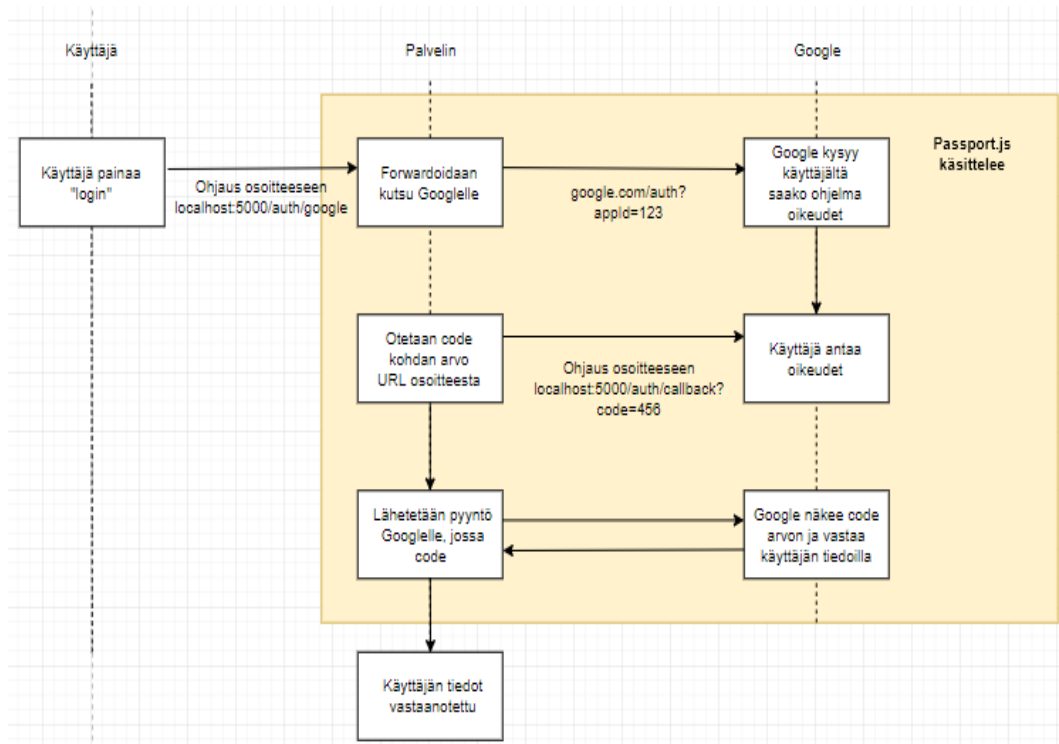 Käyttäjä
Palvelin
Google
Passport.js
käsittelee
Käyttäjä painaa
"login"
Ohjaus osoitteeseen
localhost:5000/auth/google
Forwardoidaan
kutsu Googlelle
google.com/auth?
appId=123
Google kysyy
käyttäjältä
saako ohjelma
oikeudet
Otetaan code
kohdan arvo
URL osoitteesta
Ohjaus osoitteeseen
localhost:5000/auth/callback?
code=456
Käyttäjä antaa
oikeudet
Lähetetään pyyntö
Googlelle, jossa
code
Google näkee code
arvon ja vastaa
käyttäjän tiedoilla
Käyttäjän tiedot
vastaanotettu